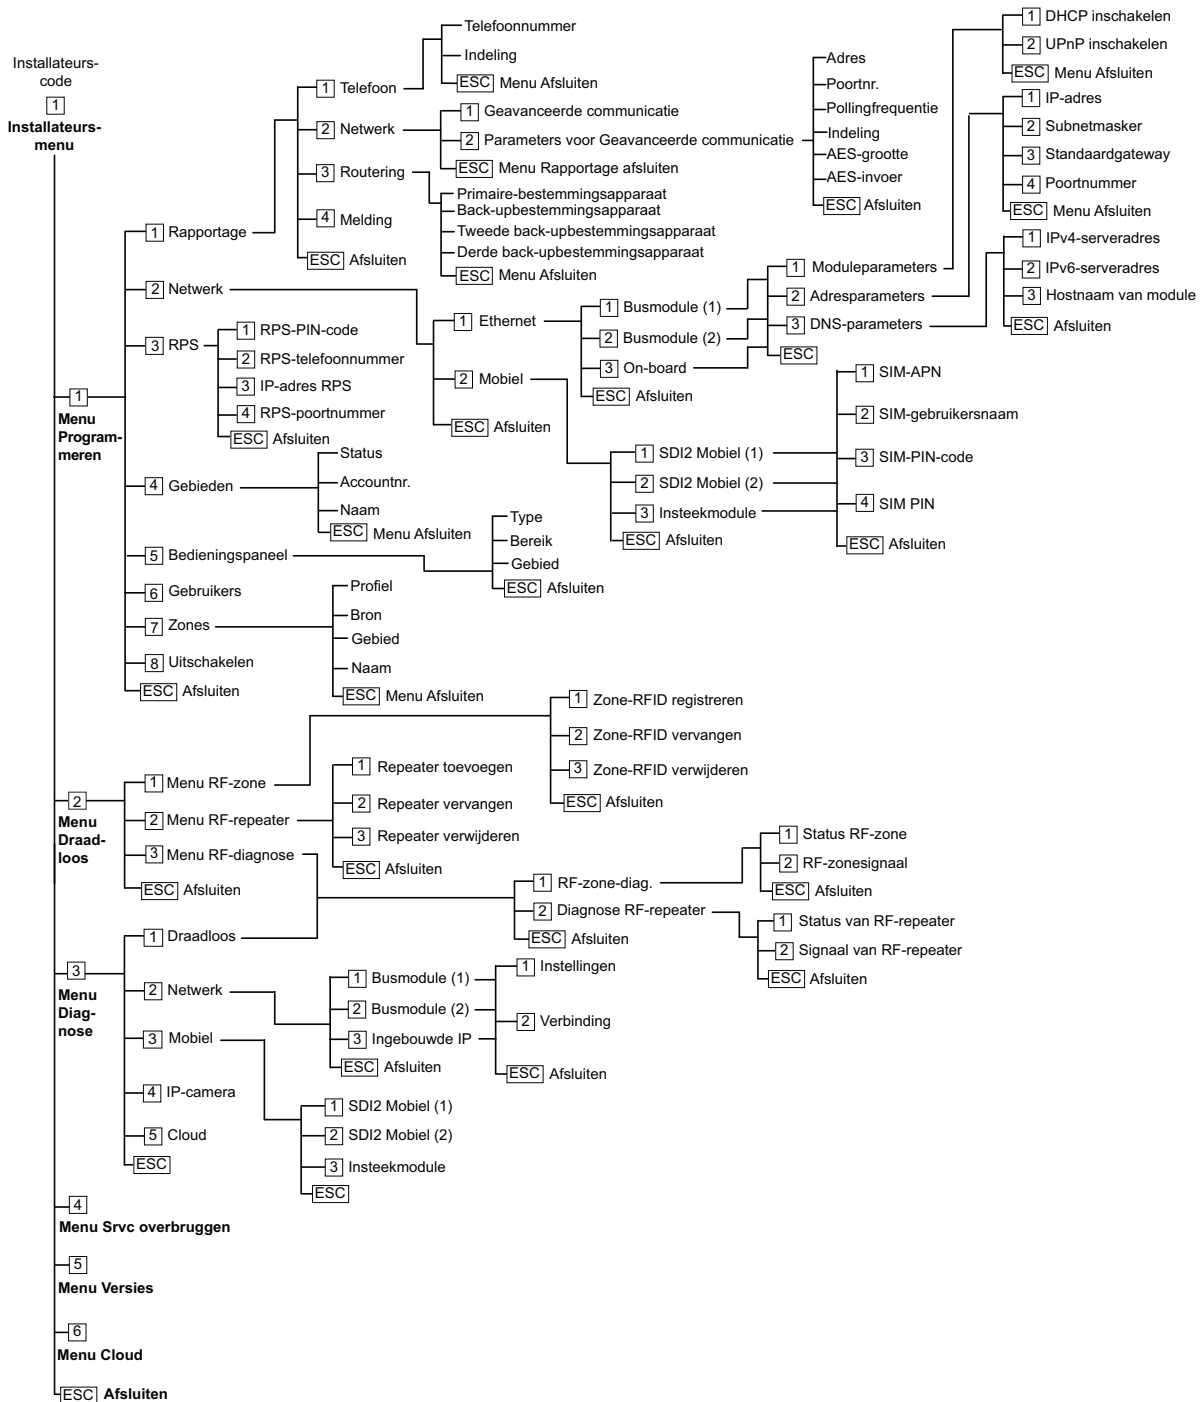 Installateurs-
code
1
Installateurs-
menu
1
Menu
Program-
meren
1 Rapportage
1 Telefoon
Telefoonnummer
Indeling
ESC Menu Afsluiten
2 Netwerk
1 Geavanceerde communicatie
2 Parameters voor Geavanceerde communicatie
Adres
Poortnr.
Pollingfrequentie
Indeling
AES-grootte
AES-invoer
ESC Afsluiten
ESC Menu Rapportage afsluiten
3 Routering
Primaire-bestemmingsapparaat
Back-upbestemmingsapparaat
Tweede back-upbestemmingsapparaat
Derde back-upbestemmingsapparaat
ESC Menu Afsluiten
4 Melding
ESC Afsluiten
2 Netwerk
1 Ethernet
1 Busmodule (1)
2 Busmodule (2)
3 On-board
ESC Afsluiten
1 Moduleparameters
1 DHCP inschakelen
2 UPnP inschakelen
ESC Menu Afsluiten
2 Adresparameters
1 IP-adres
2 Subnetmasker
3 Standaardgateway
4 Poortnummer
ESC Menu Afsluiten
3 DNS-parameters
1 IPv4-serveradres
2 IPv6-serveradres
3 Hostnaam van module
ESC Afsluiten
ESC
2 Mobiel
1 SDI2 Mobiel (1)
2 SDI2 Mobiel (2)
3 Insteekmodule
ESC Afsluiten
1 SIM-APN
2 SIM-gebruikersnaam
3 SIM-PIN-code
4 SIM PIN
ESC Afsluiten
ESC Afsluiten
3 RPS
1 RPS-PIN-code
2 RPS-telefoonnummer
3 IP-adres RPS
4 RPS-poortnummer
ESC Afsluiten
4 Gebieden
Status
Accountnr.
Naam
ESC Menu Afsluiten
5 Bedieningspaneel
Type
Bereik
Gebied
ESC Afsluiten
6 Gebruikers
7 Zones
Profiel
Bron
Gebied
Naam
ESC Menu Afsluiten
8 Uitschakelen
ESC Afsluiten
2
Menu
Draad-
loos
1 Menu RF-zone
1 Zone-RFID registreren
2 Zone-RFID vervangen
3 Zone-RFID verwijderen
ESC Afsluiten
2 Menu RF-repeater
1 Repeater toevoegen
2 Repeater vervangen
3 Repeater verwijderen
ESC Afsluiten
3 Menu RF-diagnose
ESC Afsluiten
1 RF-zone-diag.
1 Status RF-zone
2 RF-zonesignaal
ESC Afsluiten
2 Diagnose RF-repeater
1 Status van RF-repeater
2 Signaal van RF-repeater
ESC Afsluiten
ESC Afsluiten
3
Menu
Diag-
nose
1 Draadloos
2 Netwerk
1 Busmodule (1)
2 Busmodule (2)
3 Ingebouwde IP
ESC Afsluiten
1 Instellingen
2 Verbinding
ESC Afsluiten
3 Mobiel
1 SDI2 Mobiel (1)
2 SDI2 Mobiel (2)
3 Insteekmodule
ESC
4 IP-camera
5 Cloud
ESC
4
Menu Srvc overbruggen
5
Menu Versies
6
Menu Cloud
ESC Afsluiten